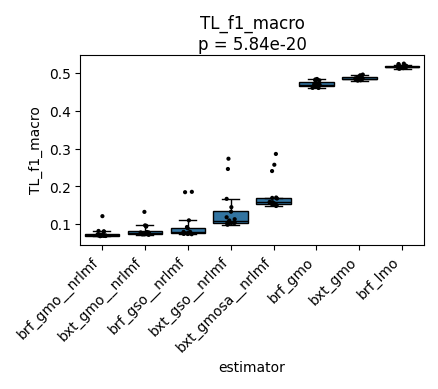 TL_f1_macro
p = 5.84e-20
TL_f1_macro
0.5
0.4
0.3
0.2
0.1
brf_gmo__nrlmf
bxt_gmo__nrlmf
brf_gso__nrlmf
bxt_gso__nrlmf
bxt_gmosa__nrlmf
brf_gmo
bxt_gmo
brf_lmo
estimator